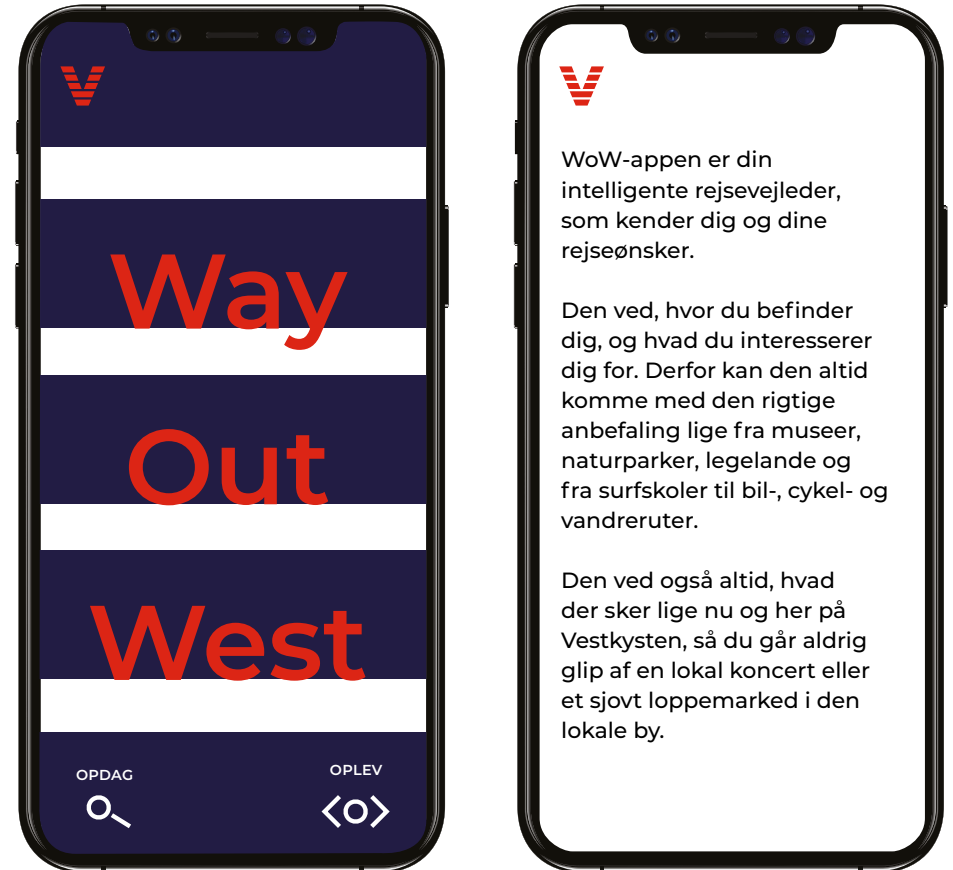 V
Way
Out
West
OPDAG
OPLEV
V
WoW-appen er din
intelligente rejsevejleder,
som kender dig og dine
rejseønsker.
Den ved, hvor du befinder
dig, og hvad du interesserer
dig for. Derfor kan den altid
komme med den rigtige
anbefaling lige fra museer,
naturparker, legelande og
fra surfskoler til bil-, cykel- og
vandreruter.
Den ved også altid, hvad
der sker lige nu og her på
Vestkysten, så du går aldrig
glip af en lokal koncert eller
et sjovt loppemarked i den
lokale by.